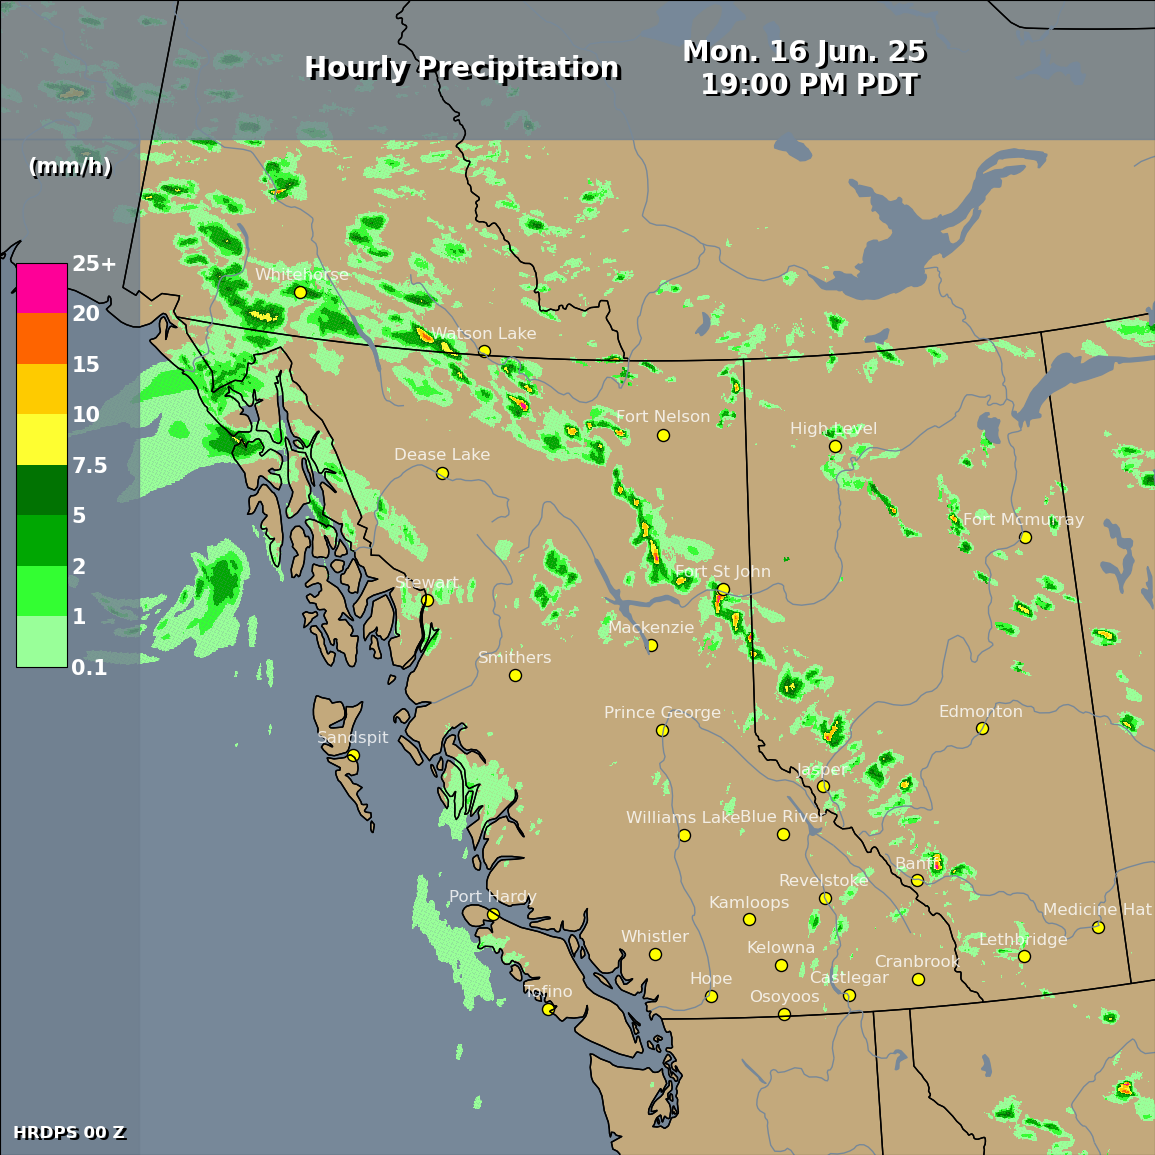 Hourly Precipitation
Mon. 16 Jun. 25
19:00 PM PDT
(mm/h)
25+
20
15
10
7.5
5
2
1
0.1
Whitehorse
Watson Lake
Fort Nelson
High Level
Dease Lake
Fort Mcmurray
Fort St John
Stewart
Mackenzie
Smithers
Prince George
Edmonton
Sandspit
Jasper
Williams Lake
Blue River
Banff
Revelstoke
Port Hardy
Kamloops
Medicine Hat
Whistler
Kelowna
Lethbridge
Cranbrook
Hope
Castlegar
Tofino
Osoyoos
HRDPS 00 Z